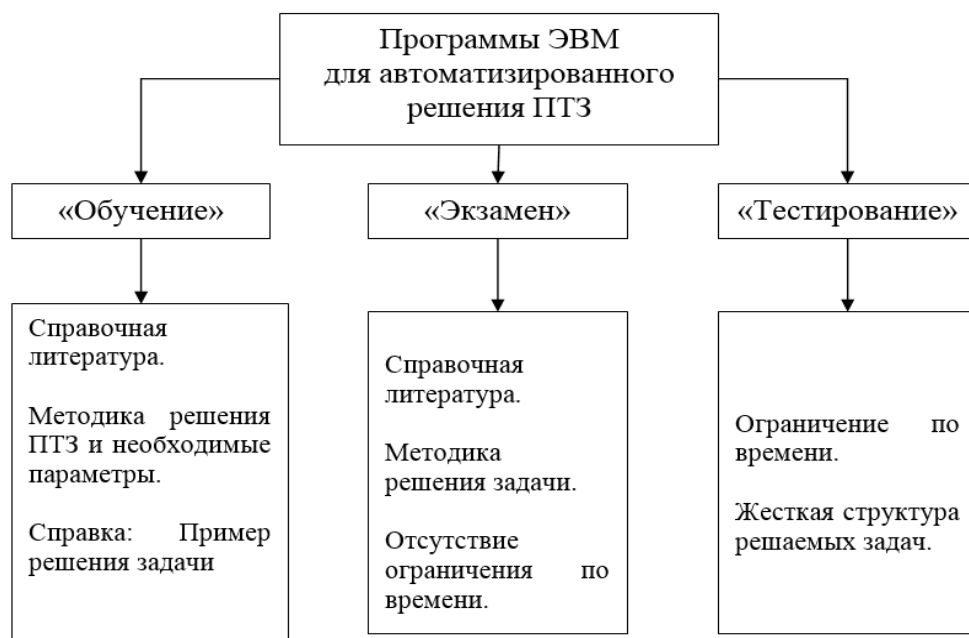 Программы ЭВМ
для автоматизированного
решения ПТЗ
«Обучение»
«Экзамен»
«Тестирование»
Справочная
литература.
Методика решения
ПТЗ и необходимые
параметры.
Справка: Пример
решения задачи
Справочная
литература.
Методика
решения задачи.
Отсутствие
ограничения по
времени.
Ограничение по
времени.
Жесткая структура
решаемых задач.